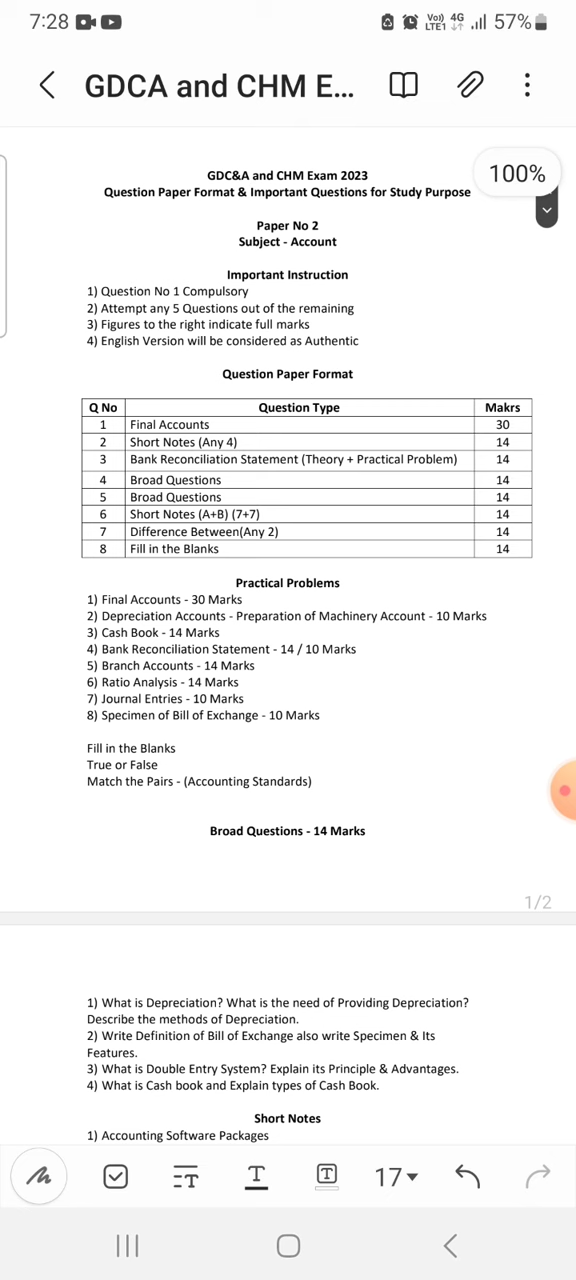 7:28
Vo)) 4G
LTE1
57%
GDCA and CHM E...
100%
GDC&A and CHM Exam 2023
Question Paper Format & Important Questions for Study Purpose
Paper No 2
Subject - Account
Important Instruction
1) Question No 1 Compulsory
2) Attempt any 5 Questions out of the remaining
3) Figures to the right indicate full marks
4) English Version will be considered as Authentic
Question Paper Format
Q No Question Type Makrs
1 Final Accounts 30
2 Short Notes (Any 4) 14
3 Bank Reconciliation Statement (Theory + Practical Problem) 14
4 Broad Questions 14
5 Broad Questions 14
6 Short Notes (A+B) (7+7) 14
7 Difference Between(Any 2) 14
8 Fill in the Blanks 14
Practical Problems
1) Final Accounts - 30 Marks
2) Depreciation Accounts - Preparation of Machinery Account - 10 Marks
3) Cash Book - 14 Marks
4) Bank Reconciliation Statement - 14 / 10 Marks
5) Branch Accounts - 14 Marks
6) Ratio Analysis - 14 Marks
7) Journal Entries - 10 Marks
8) Specimen of Bill of Exchange - 10 Marks
Fill in the Blanks
True or False
Match the Pairs - (Accounting Standards)
Broad Questions - 14 Marks
1/2
1) What is Depreciation? What is the need of Providing Depreciation?
Describe the methods of Depreciation.
2) Write Definition of Bill of Exchange also write Specimen & Its
Features.
3) What is Double Entry System? Explain its Principle & Advantages.
4) What is Cash book and Explain types of Cash Book.
Short Notes
1) Accounting Software Packages
17